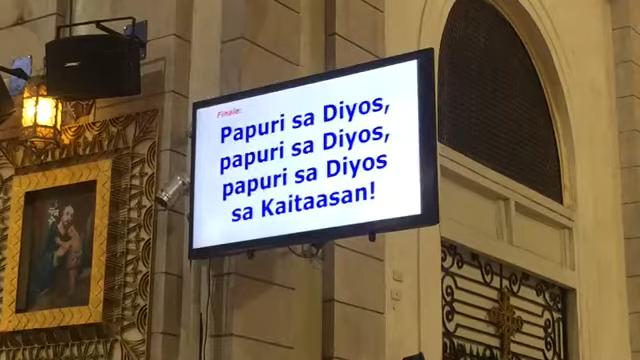 Finale:
Papuri sa Diyos,
papuri sa Diyos,
papuri sa Diyos
sa Kaitaasan!